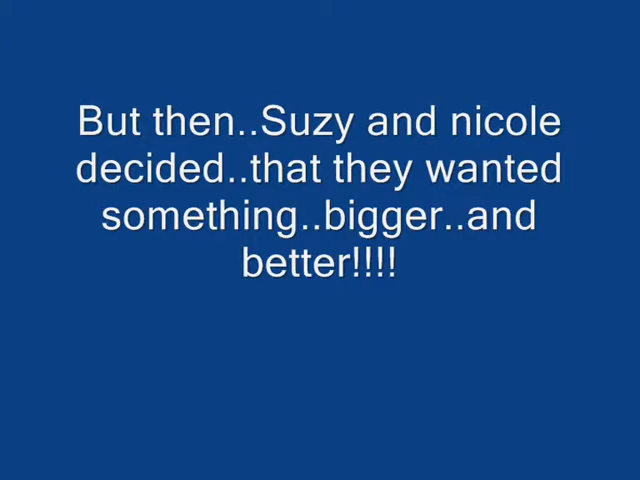 But then..Suzy and nicole
decided..that they wanted
something..bigger..and
better!!!!